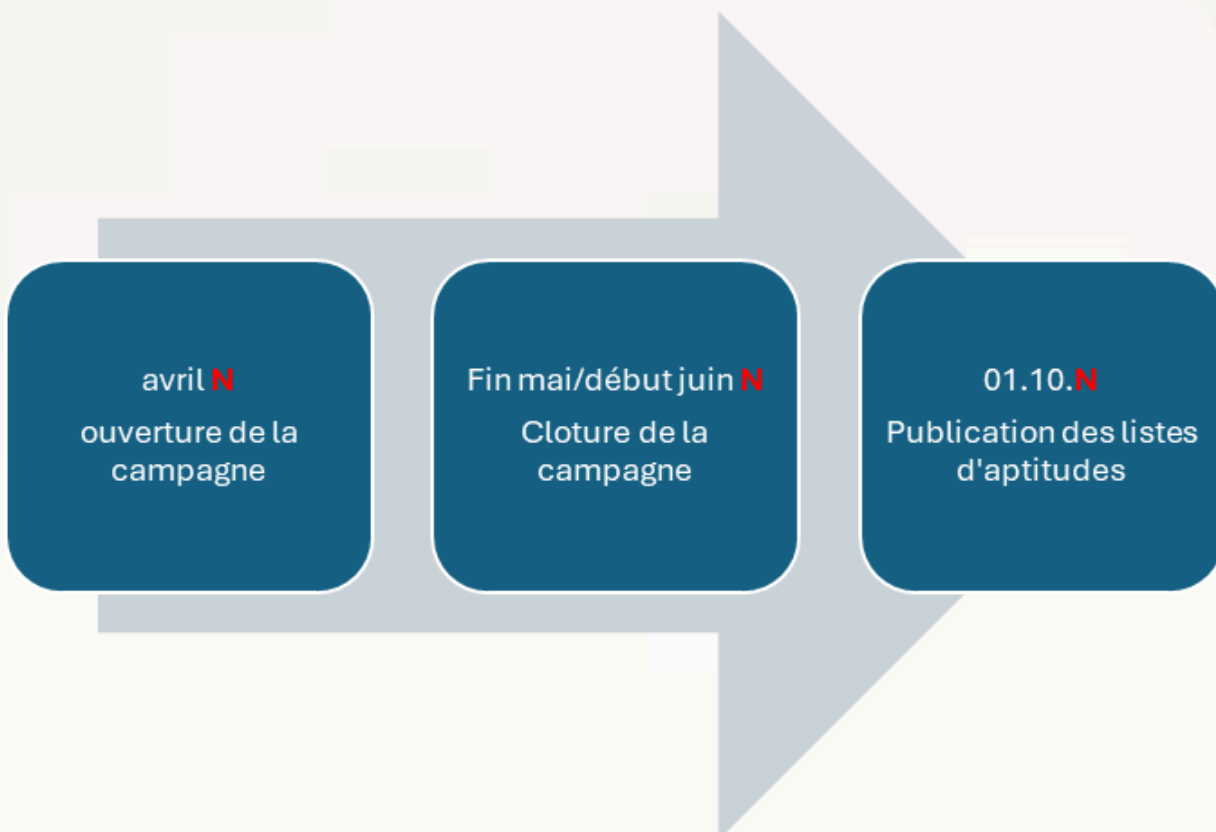 avril N
ouverture de la
campagne
Fin mai/début juin N
Cloture de la
campagne
01.10.N
Publication des listes
d'aptitudes